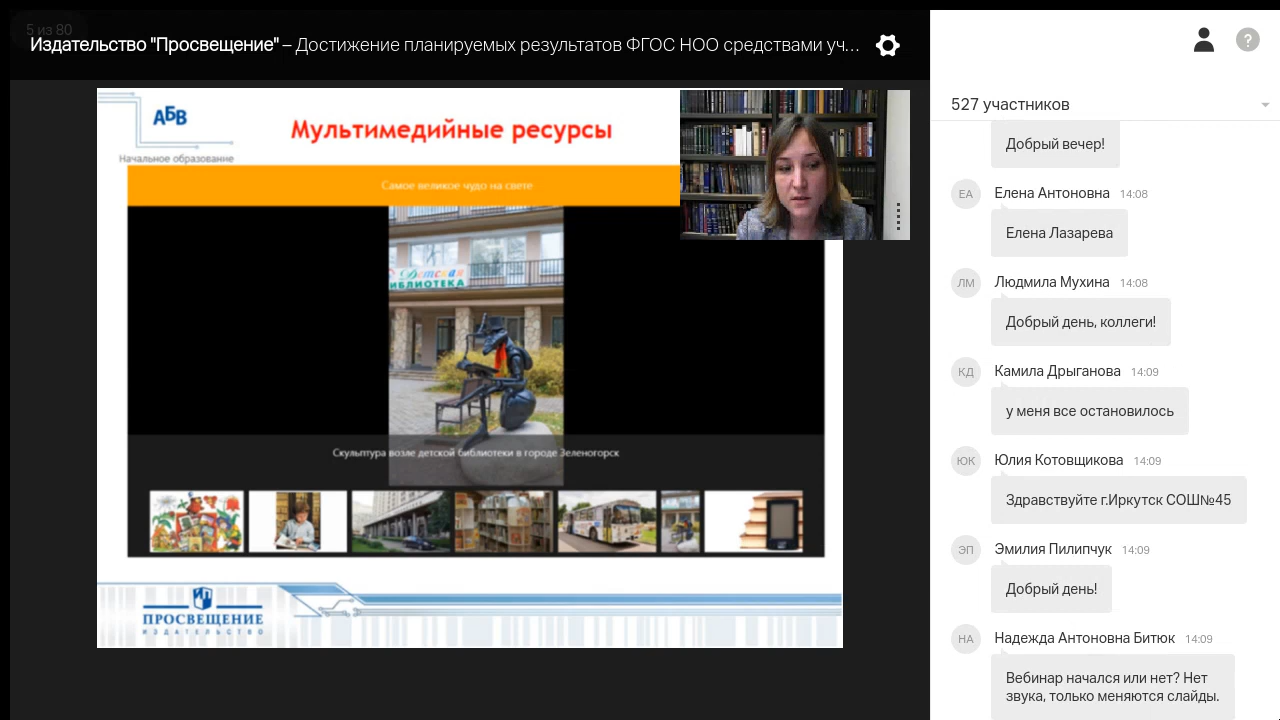 5 из 80
Издательство "Просвещение" – Достижение планируемых результатов ФГОС НОО средствами уч...
АБВ
Начальное образование
Мультимедийные ресурсы
Самое великое чудо на свете
Детская
БИБЛИОТЕКА
Скульптура возле детской библиотеки в городе Зеленогорск
ПРОСВЕЩЕНИЕ
ИЗДАТЕЛЬСТВО
527 участников
Добрый вечер!
ЕА
Елена Антоновна 14:08
Елена Лазарева
ЛМ
Людмила Мухина 14:08
Добрый день, коллеги!
КД
Камила Дрыганова 14:09
у меня все остановилось
ЮК
Юлия Котовщикова 14:09
Здравствуйте г.Иркутск СОШ№45
ЭП
Эмилия Пилипчук 14:09
Добрый день!
НА
Надежда Антоновна Битюк 14:09
Вебинар начался или нет? Нет
звука, только меняются слайды.